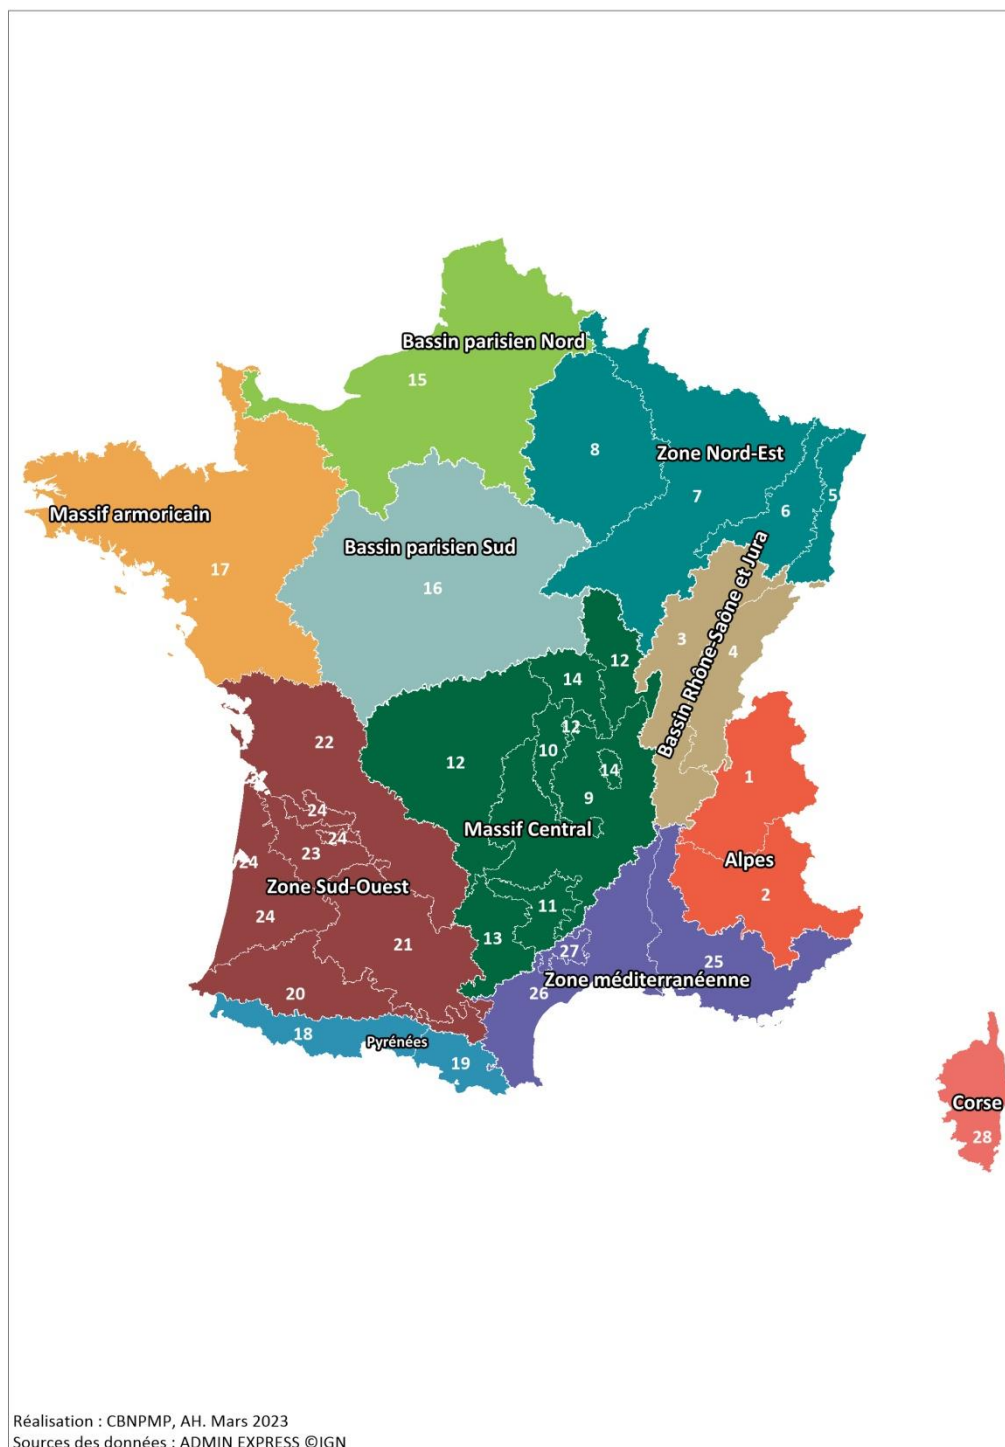 Bassin parisien Nord
15
8
Zone Nord-Est
7
6
5
Massif armoricain
17
Bassin parisien Sud
16
Bassin Rhône-Saône et Jura
3
4
12
14
12
10
12
14
9
Massif Central
11
13
1
Alpes
2
22
24
24
23
24
Zone Sud-Ouest
24
21
20
18
Pyrénées
19
27
25
Zone méditerranéenne
26
Corse
28
Réalisation : CBNPMP, AH. Mars 2023
Sources des données : ADMIN EXPRESS ©IGN